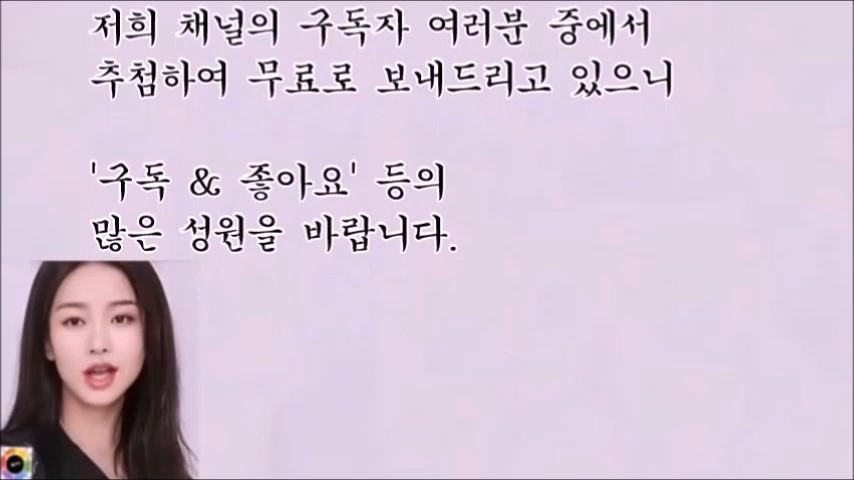 저희 채널의 구독자 여러분 중에서
추첨하여 무료로 보내드리고 있으니
'구독 & 좋아요' 등의
많은 성원을 바랍니다.